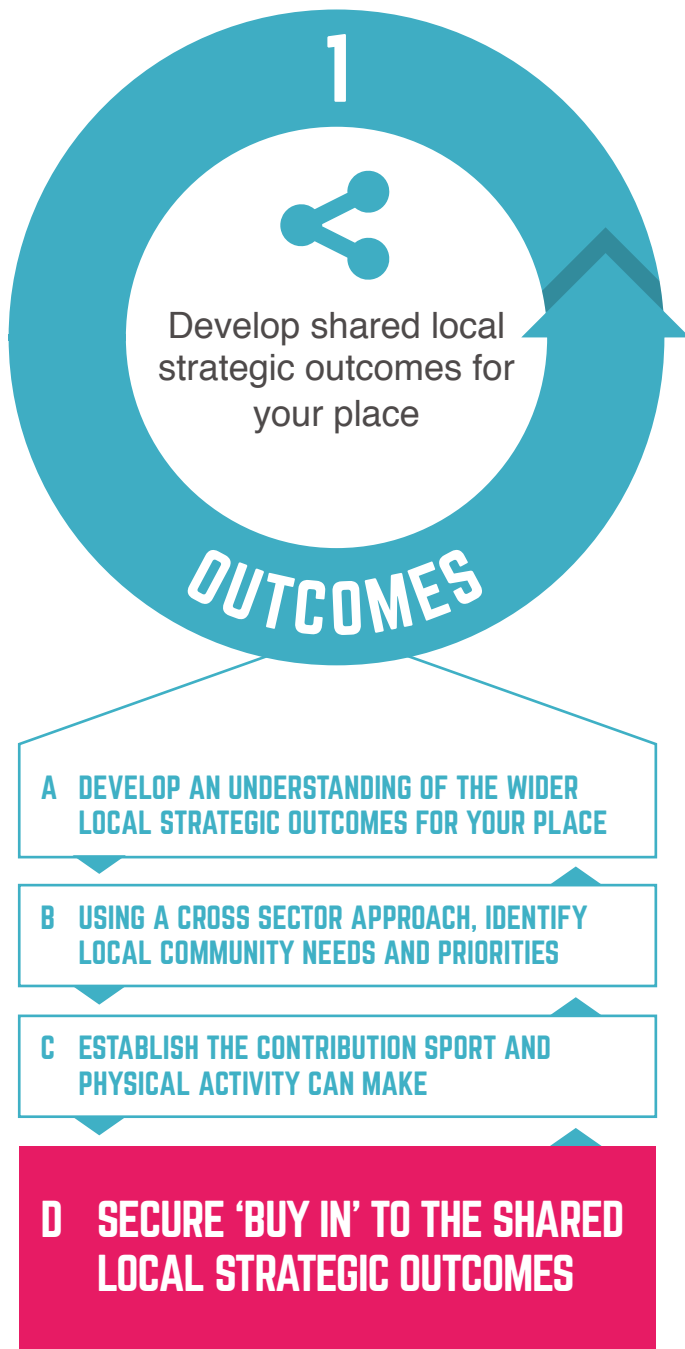 1
Develop shared local
strategic outcomes for
your place
OUTCOMES
A DEVELOP AN UNDERSTANDING OF THE WIDER
LOCAL STRATEGIC OUTCOMES FOR YOUR PLACE
B USING A CROSS SECTOR APPROACH, IDENTIFY
LOCAL COMMUNITY NEEDS AND PRIORITIES
C ESTABLISH THE CONTRIBUTION SPORT AND
PHYSICAL ACTIVITY CAN MAKE
D SECURE ‘BUY IN’ TO THE SHARED
LOCAL STRATEGIC OUTCOMES